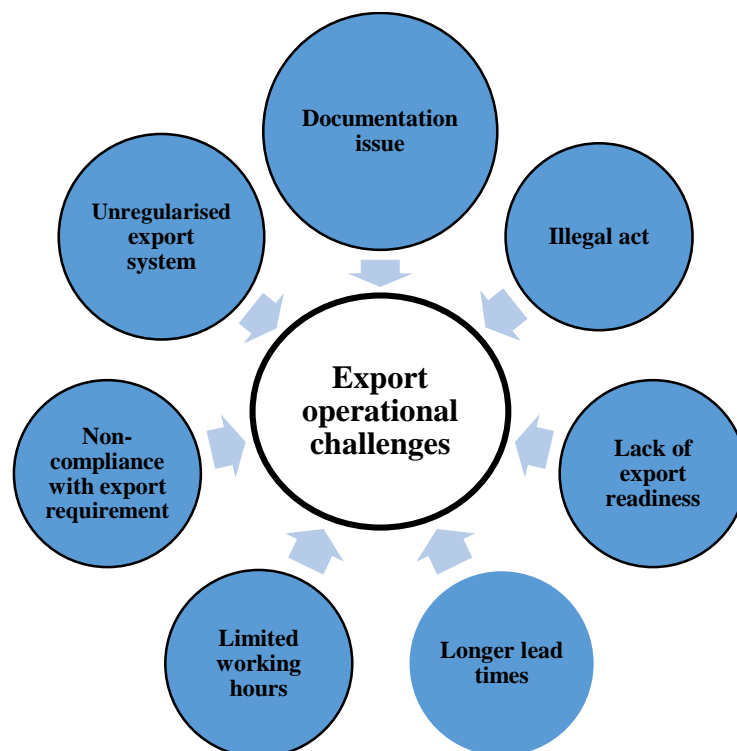 Documentation
issue
Unregularised
export
system
Illegal act
Export
operational
challenges
Non-
compliance
with export
requirement
Lack of
export
readiness
Limited
working
hours
Longer lead
times